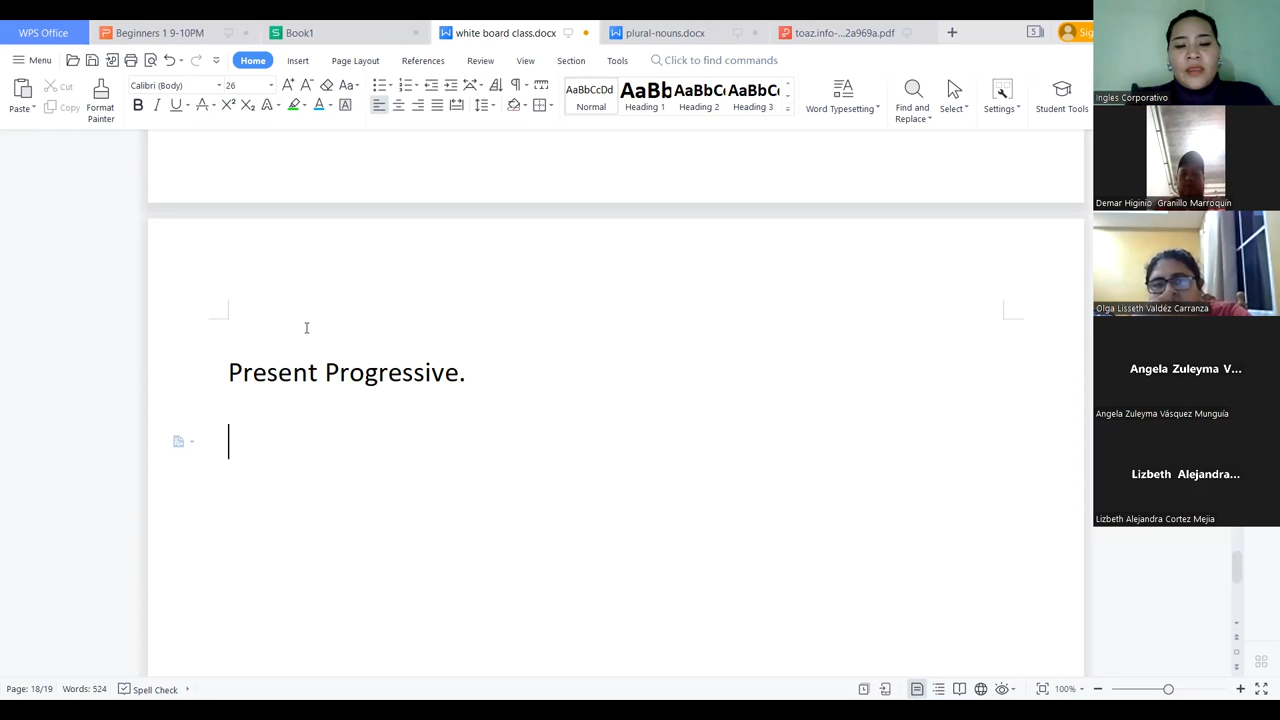 WPS Office
Beginners 1 9-10PM
Book1
white board class.docx
plural-nouns.docx
toaz.info-...2a969a.pdf
Menu
Home
Insert
Page Layout
References
Review
View
Section
Tools
Click to find commands
Paste
Cut
Copy
Format
Painter
Calibri (Body)
26
AaBbCcDd
Normal
AaBb
Heading 1
AaBbC
Heading 2
AaBbC
Heading 3
Word Typesetting
Find and
Replace
Select
Settings
Student Tools
Ingles Corporativo
Demar Higinio Granillo Marroquin
Olga Lisseth Valdéz Carranza
Angela Zuleyma V...
Angela Zuleyma Vásquez Munguía
Lizbeth Alejandra...
Lizbeth Alejandra Cortez Mejia
Present Progressive.
Page: 18/19
Words: 524
Spell Check
100%